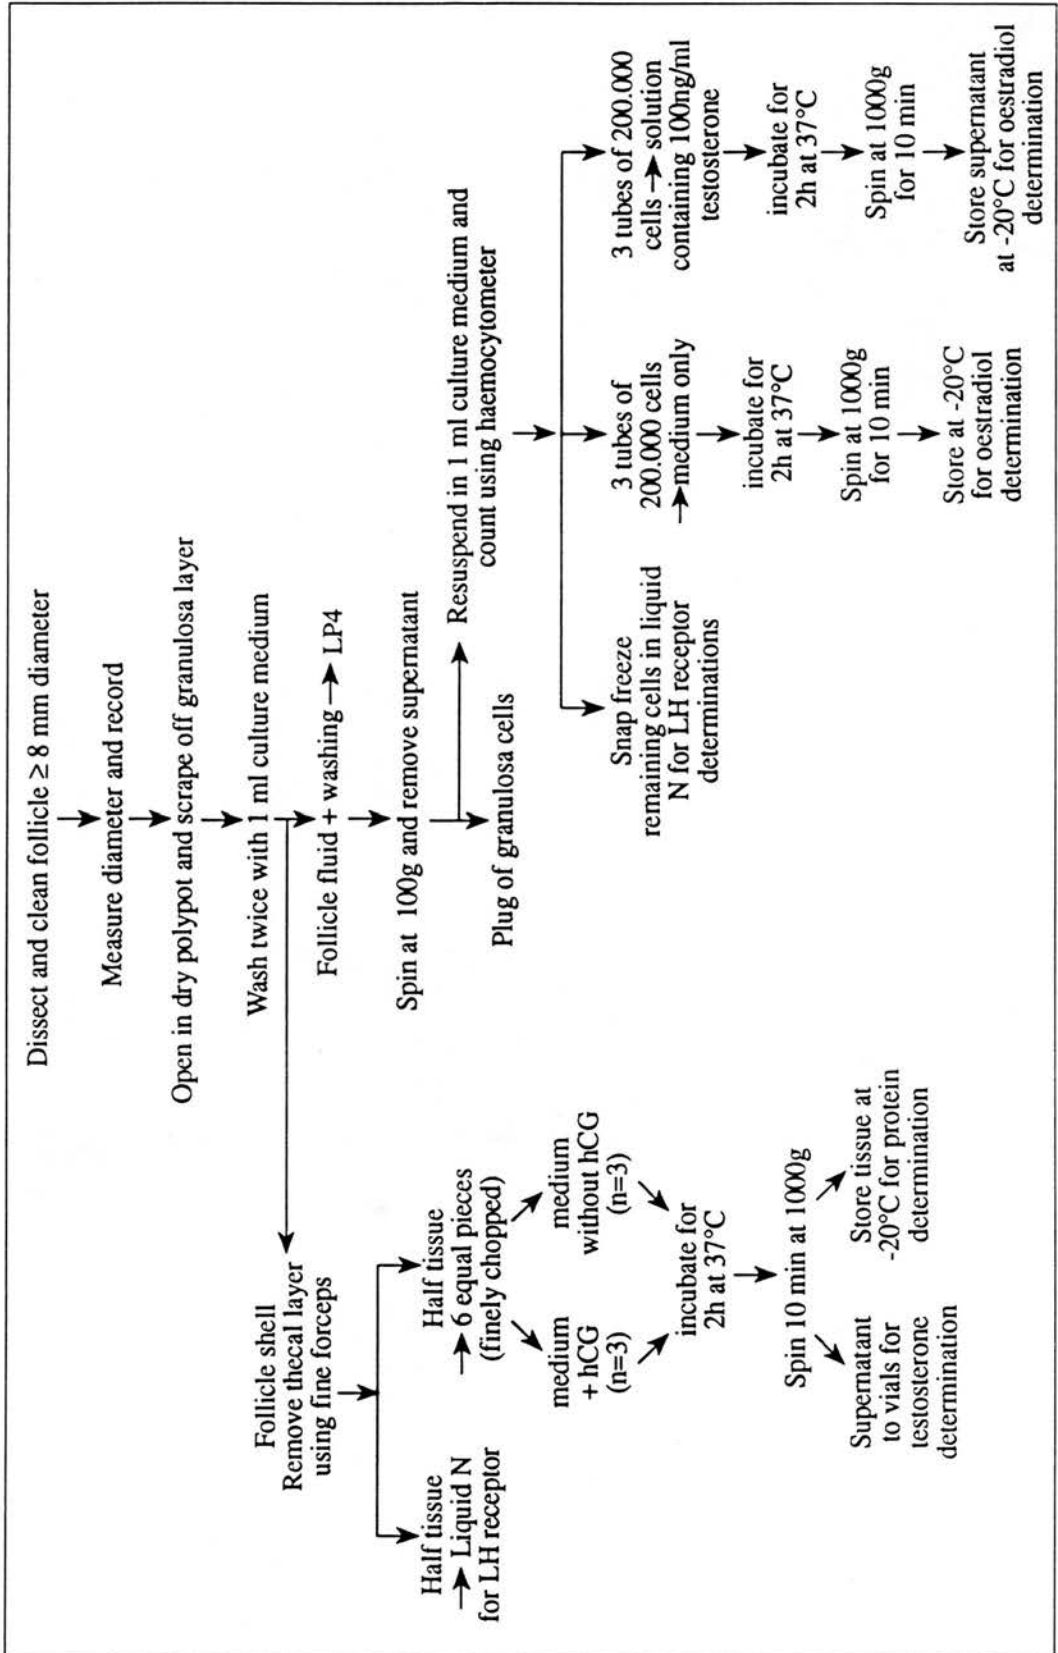 Dissect and clean follicle ≥ 8 mm diameter
Measure diameter and record
Open in dry polypot and scrape off granulosa layer
Wash twice with 1 ml culture medium
Follicle fluid + washing → LP4
Spin at 100g and remove supernatant
Plug of granulosa cells
Resuspend in 1 ml culture medium and
count using haemocytometer
Follicle shell
Remove thecal layer
using fine forceps
Half tissue
→ Liquid N
for LH receptor
Half tissue
→ 6 equal pieces
(finely chopped)
medium
+ hCG
(n=3)
medium
without hCG
(n=3)
incubate for
2h at 37°C
Spin 10 min at 1000g
Supernatant
to vials for
testosterone
determination
Store tissue at
-20°C for protein
determination
Snap freeze
remaining cells in liquid
N for LH receptor
determinations
3 tubes of
200.000 cells
→ medium only
incubate for
2h at 37°C
Spin at 1000g
for 10 min
Store at -20°C
for oestradiol
determination
3 tubes of 200.000
cells → solution
containing 100ng/ml
testosterone
incubate for
2h at 37°C
Spin at 1000g
for 10 min
Store supernatant
at -20°C for oestradiol
determination